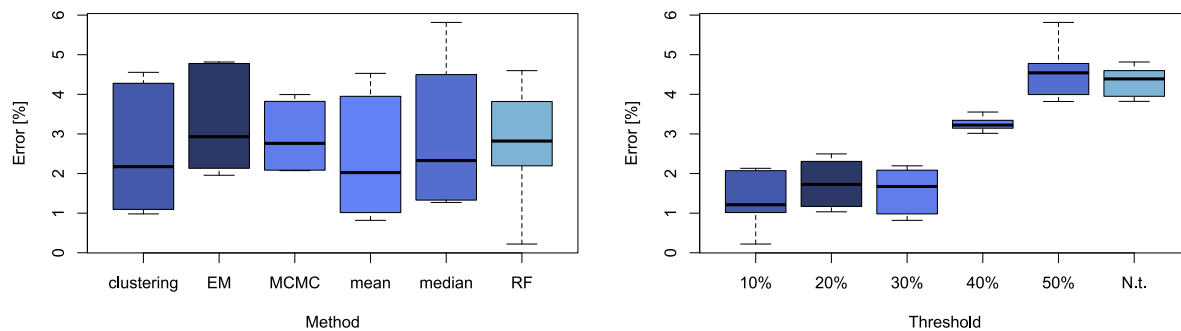 Error [%]
0 1 2 3 4 5 6
clustering EM MCMC mean median RF
Method
Error [%]
0 1 2 3 4 5 6
10% 20% 30% 40% 50% N.t.
Threshold